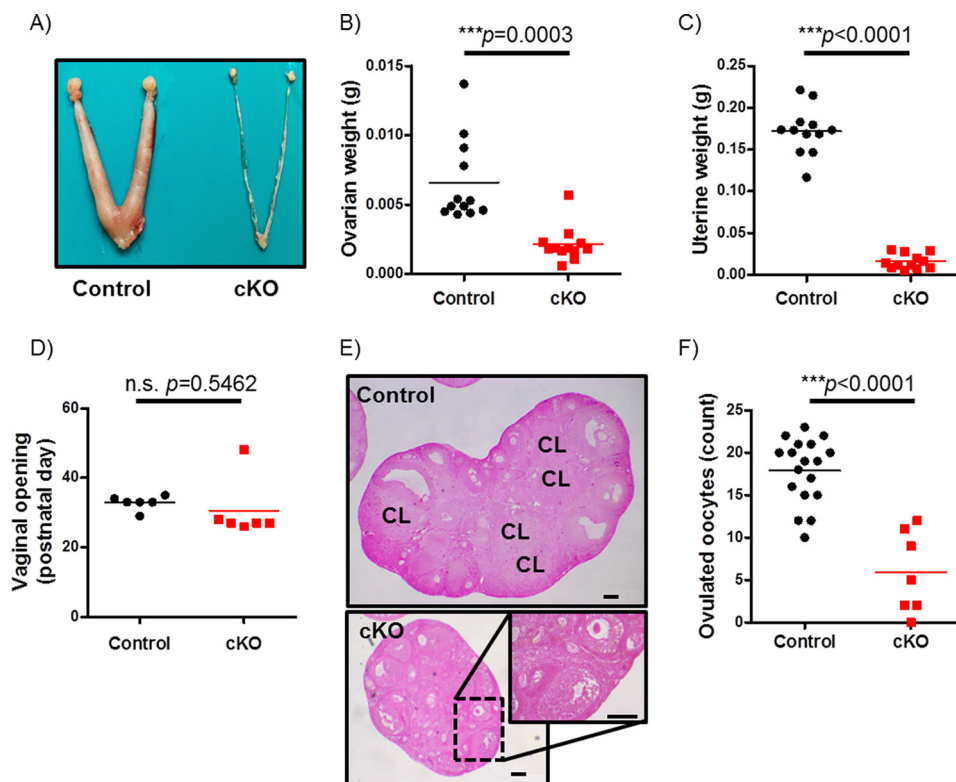 A)
Control
cKO
B)
***p=0.0003
Ovarian weight (g)
0.015
0.010
0.005
0.000
Control
cKO
C)
***p<0.0001
Uterine weight (g)
0.25
0.20
0.15
0.10
0.05
0.00
Control
cKO
D)
n.s. p=0.5462
Vaginal opening
(postnatal day)
60
40
20
0
Control
cKO
E)
Control
CL
CL
CL
CL
CL
cKO
F)
***p<0.0001
Ovulated oocytes (count)
25
20
15
10
5
0
Control
cKO